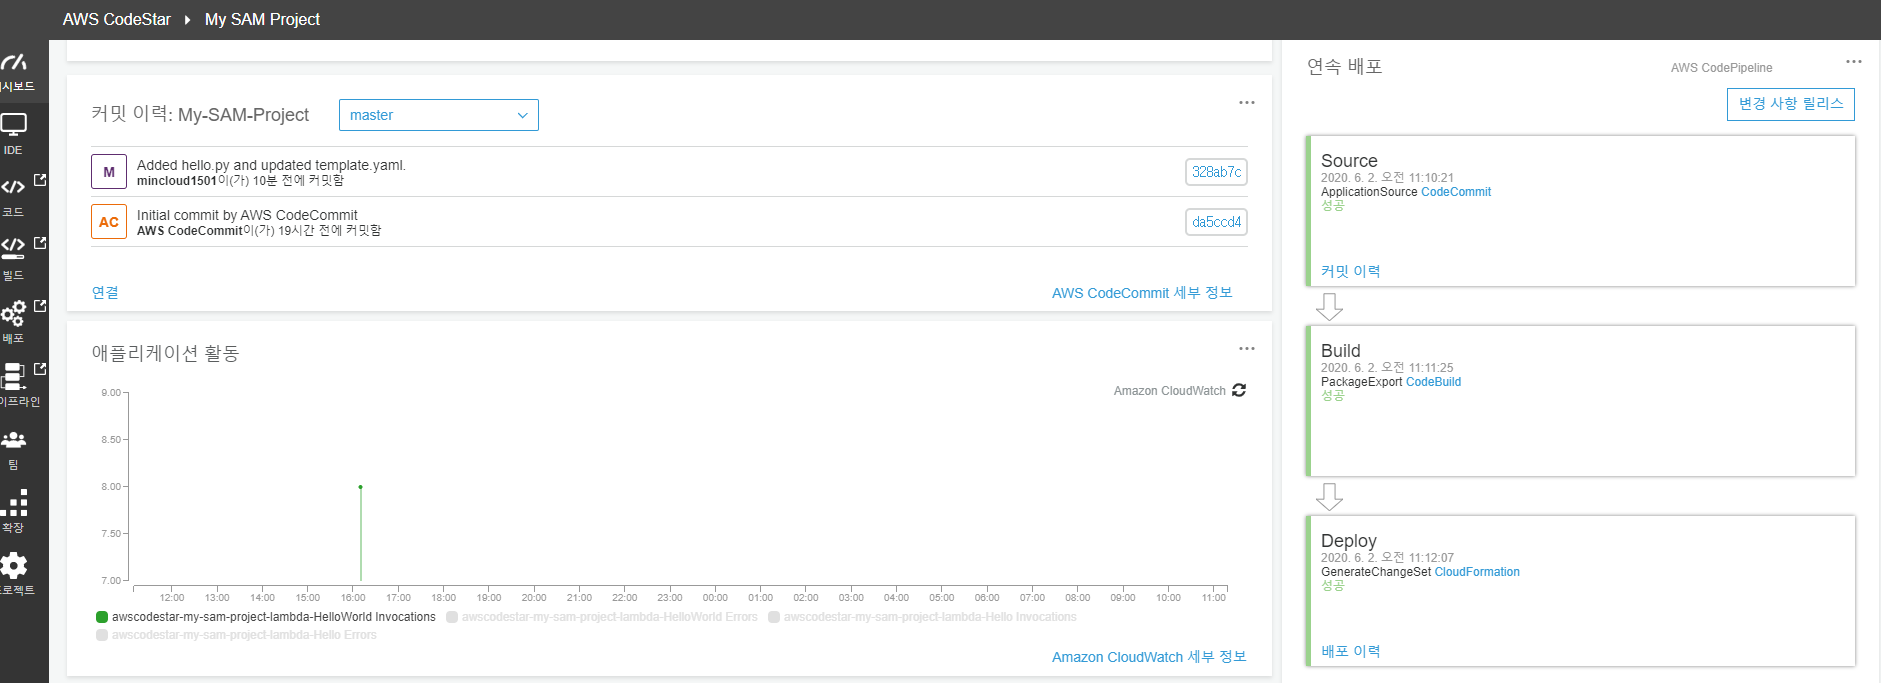 AWS CodeStar
My SAM Project
시보드
IDE
코드
빌드
배포
이프라인
팀
확장
로젝트
커밋 이력: My-SAM-Project
master
M
Added hello.py and updated template.yaml.
mincloud1501이(가) 10분 전에 커밋함
328ab7c
AC
Initial commit by AWS CodeCommit
AWS CodeCommit이(가) 19시간 전에 커밋함
da5ccd4
연결
AWS CodeCommit 세부 정보
애플리케이션 활동
Amazon CloudWatch
9.00
8.50
8.00
7.50
7.00
12:00 13:00 14:00 15:00 16:00 17:00 18:00 19:00 20:00 21:00 22:00 23:00 00:00 01:00 02:00 03:00 04:00 05:00 06:00 07:00 08:00 09:00 10:00 11:00
awscodestar-my-sam-project-lambda-HelloWorld Invocations
awscodestar-my-sam-project-lambda-HelloWorld Errors
awscodestar-my-sam-project-lambda-Hello Invocations
awscodestar-my-sam-project-lambda-Hello Errors
Amazon CloudWatch 세부 정보
연속 배포
AWS CodePipeline
변경 사항 릴리스
Source
2020. 6. 2. 오전 11:10:21
ApplicationSource CodeCommit
성공
커밋 이력
Build
2020. 6. 2. 오전 11:11:25
PackageExport CodeBuild
성공
Deploy
2020. 6. 2. 오전 11:12:07
GenerateChangeSet CloudFormation
성공
배포 이력